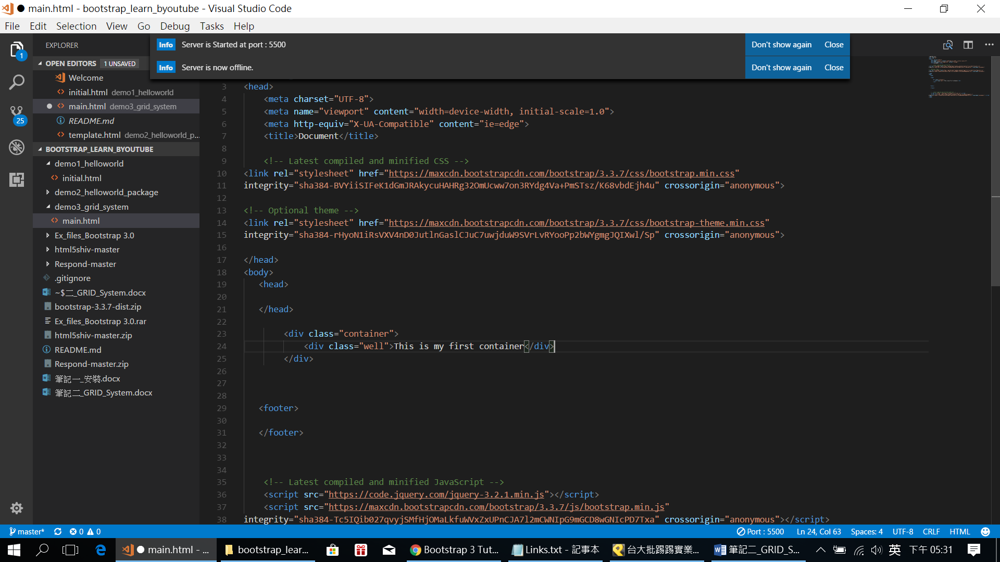 ● main.html - bootstrap_learn_byoutube - Visual Studio Code
File Edit Selection View Go Debug Tasks Help
Info Server is Started at port : 5500 Don't show again Close
Info Server is now offline. Don't show again Close
1
25
EXPLORER
OPEN EDITORS 1 UNSAVED
Welcome
initial.html demo1_helloworld
main.html demo3_grid_system
README.md
template.html demo2_helloworld_p...
BOOTSTRAP_LEARN_BYOUTUBE
demo1_helloworld
initial.html
demo2_helloworld_package
demo3_grid_system
main.html
Ex_files_Bootstrap 3.0
html5shiv-master
Respond-master
.gitignore
~$二_GRID_System.docx
bootstrap-3.3.7-dist.zip
Ex_files_Bootstrap 3.0.rar
html5shiv-master.zip
README.md
Respond-master.zip
筆記一_安裝.docx
筆記二_GRID_System.docx
3 <head>
4 <meta charset="UTF-8">
5 <meta name="viewport" content="width=device-width, initial-scale=1.0">
6 <meta http-equiv="X-UA-Compatible" content="ie=edge">
7 <title>Document</title>
8
9 <!-- Latest compiled and minified CSS -->
10 <link rel="stylesheet" href="https://maxcdn.bootstrapcdn.com/bootstrap/3.3.7/css/bootstrap.min.css"
11 integrity="sha384-BVYiiSIFeK1dGmJRAkycuHAHRg32OmUcww7on3RYdg4Va+PmSTsz/K68vbdEjh4u" crossorigin="anonymous">
12
13 <!-- Optional theme -->
14 <link rel="stylesheet" href="https://maxcdn.bootstrapcdn.com/bootstrap/3.3.7/css/bootstrap-theme.min.css"
15 integrity="sha384-rHyoN1iRsVXV4nD0JutlnGaslCJuC7uwjduW9SVrLvRYooPp2bWYgmgJQIXwl/Sp" crossorigin="anonymous">
16
17 </head>
18 <body>
19 <head>
20
21 </head>
22
23 <div class="container">
24 <div class="well">This is my first container</div>
25 </div>
26
27
28
29 <footer>
30
31 </footer>
32
33
34
35 <!-- Latest compiled and minified JavaScript -->
36 <script src="https://code.jquery.com/jquery-3.2.1.min.js"></script>
37 <script src="https://maxcdn.bootstrapcdn.com/bootstrap/3.3.7/js/bootstrap.min.js"
38 integrity="sha384-Tc5IQib027qvyjSMfHjOMaLkfuWVxZxUPnCJA7l2mCWNIpG9mGCD8wGNIcPD7Txa" crossorigin="anonymous"></script>
master* 0 0 Port : 5500 Ln 24, Col 63 Spaces: 4 UTF-8 CRLF HTML
● main.html - ... bootstrap_lear... Bootstrap 3 Tut... Links.txt - 記事本 台大批踢踢實業... 筆記二_GRID_S... 英 下午 05:31